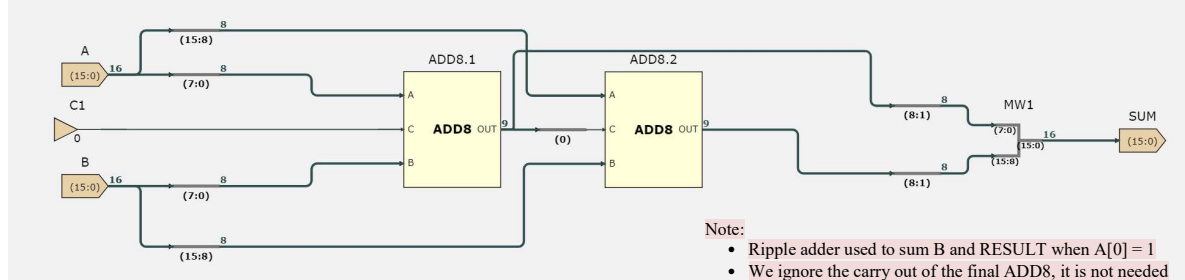 8
(15:8)
A
16
(15:0)
8
(7:0)
C1
0
B
16
(15:0)
8
(7:0)
8
(15:8)
ADD8.1
A
C ADD8 OUT
B
9
(0)
ADD8.2
A
C ADD8 OUT
B
9
8
(8:1)
8
(8:1)
MW1
(7:0)
(15:0)
(15:8)
16
SUM
(15:0)
Note:
• Ripple adder used to sum B and RESULT when A[0] = 1
• We ignore the carry out of the final ADD8, it is not needed